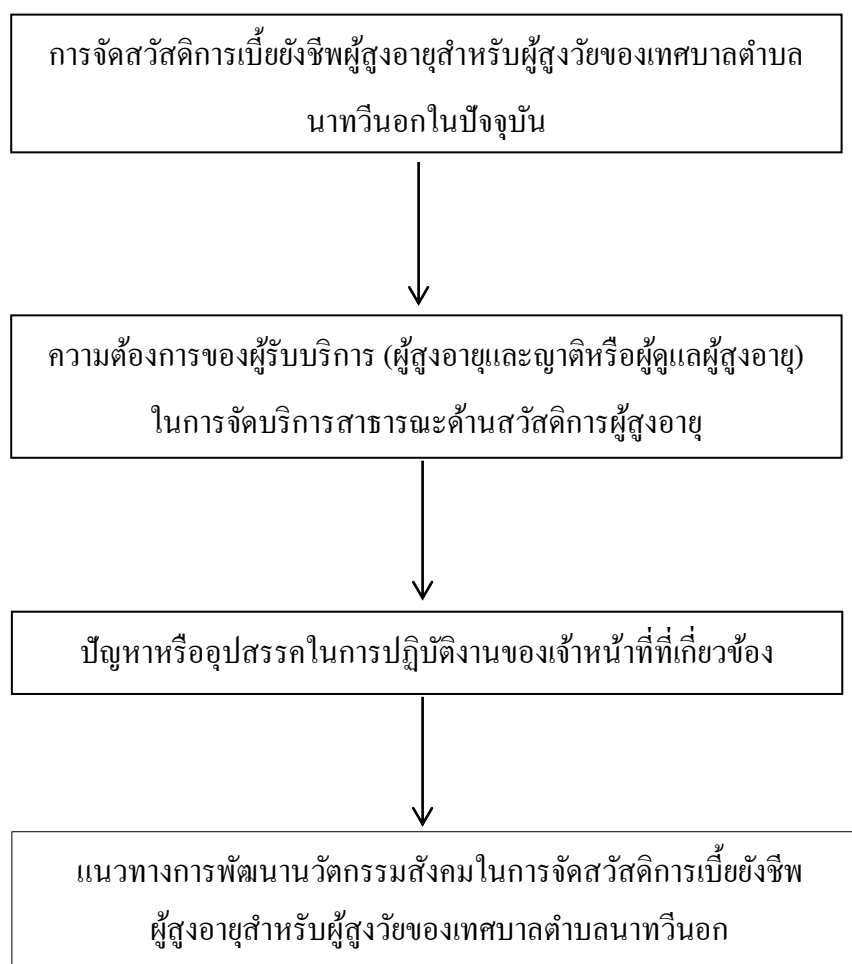 การจัดสวัสดิการเบี้ยยังชีพผู้สูงอายุสำหรับผู้สูงวัยของเทศบาลตำบล
นาทวีนอกในปัจจุบัน
ความต้องการของผู้รับบริการ (ผู้สูงอายุและญาติหรือผู้ดูแลผู้สูงอายุ)
ในการจัดบริการสาธารณะด้านสวัสดิการผู้สูงอายุ
ปัญหาหรืออุปสรรคในการปฏิบัติงานของเจ้าหน้าที่ที่เกี่ยวข้อง
แนวทางการพัฒนานวัตกรรมสังคมในการจัดสวัสดิการเบี้ยยังชีพ
ผู้สูงอายุสำหรับผู้สูงวัยของเทศบาลตำบลนาทวีนอก